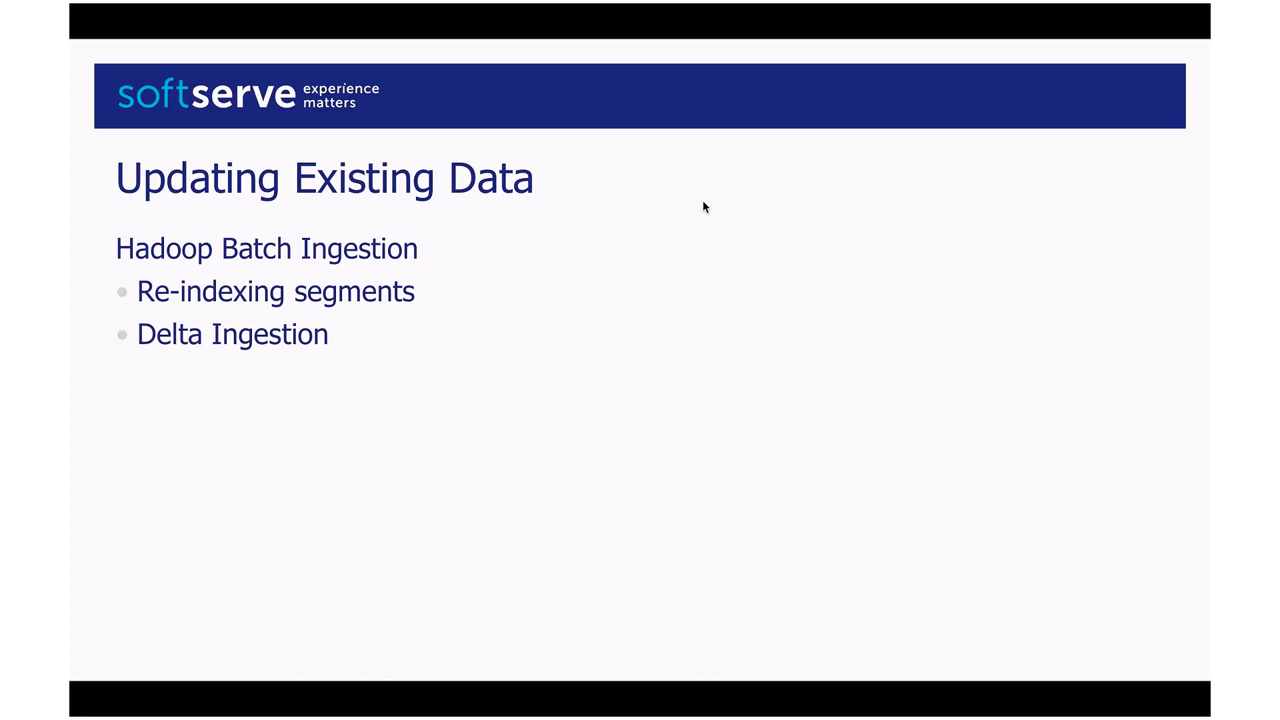 softserve experience matters
Updating Existing Data
Hadoop Batch Ingestion
Re-indexing segments
Delta Ingestion